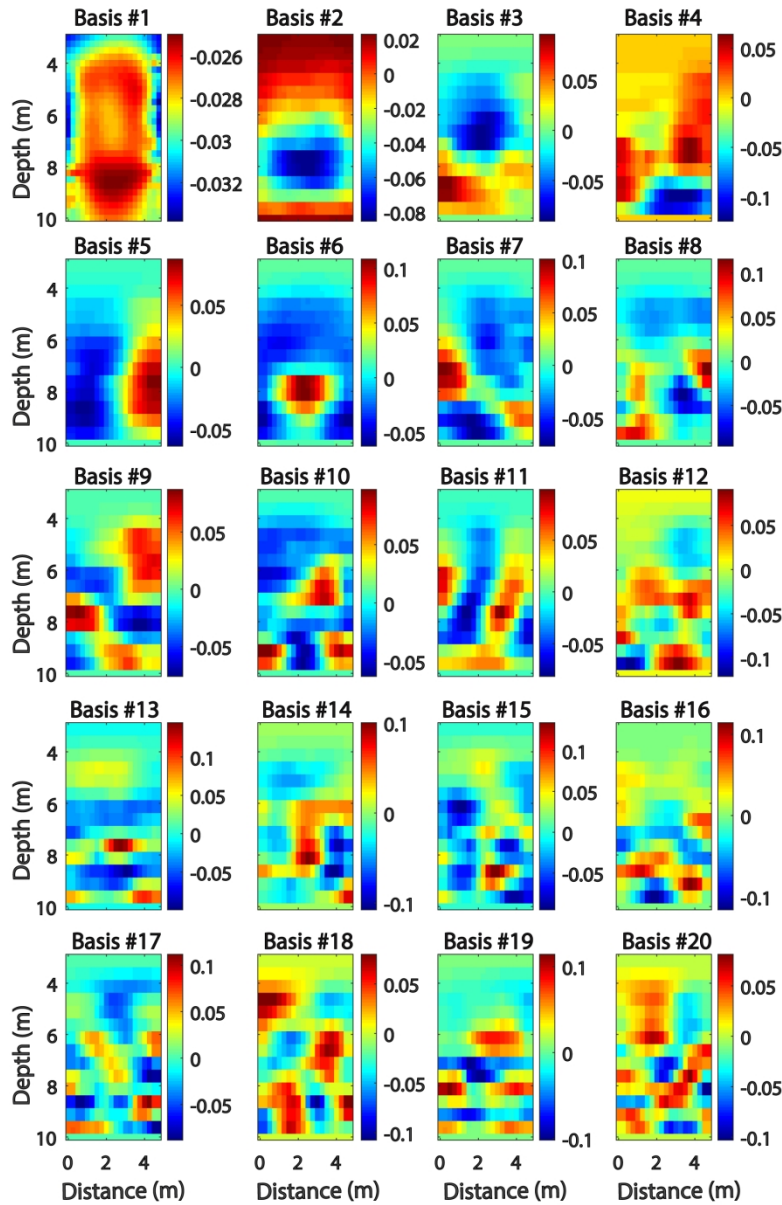 Basis #1 Basis #2 Basis #3 Basis #4
Depth (m) 4 6 8 10
-0.026 -0.028 -0.03 -0.032
0.02 0 -0.02 -0.04 -0.06 -0.08
0.05 0 -0.05
0.05 0 -0.05 -0.1
Basis #5 Basis #6 Basis #7 Basis #8
Depth (m) 4 6 8 10
0.05 0 -0.05
0.1 0.05 0 -0.05
0.1 0.05 0 -0.05
0.1 0.05 0 -0.05
Basis #9 Basis #10 Basis #11 Basis #12
Depth (m) 4 6 8 10
0.05 0 -0.05
0.05 0 -0.05
0.05 0 -0.05
0.05 0 -0.05 -0.1
Basis #13 Basis #14 Basis #15 Basis #16
Depth (m) 4 6 8 10
0.1 0.05 0 -0.05
0.1 0 -0.1
0.1 0.05 0 -0.05
0.1 0 -0.1
Basis #17 Basis #18 Basis #19 Basis #20
Depth (m) 4 6 8 10
0.1 0.05 0 -0.05
0.05 0 -0.05 -0.1
0.1 0 -0.1
0.05 0 -0.05 -0.1
0 2 4 0 2 4 0 2 4 0 2 4
Distance (m) Distance (m) Distance (m) Distance (m)